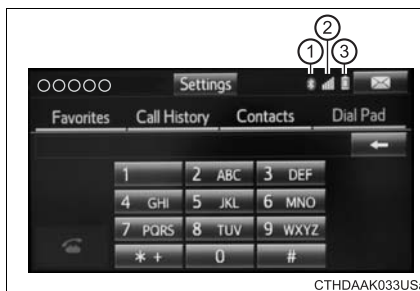 1 2 3
○○○○○ Settings
Favorites Call History Contacts Dial Pad
1 2 ABC 3 DEF
4 GHI 5 JKL 6 MNO
7 PQRS 8 TUV 9 WXYZ
* + 0 #
CTHDAAK033US